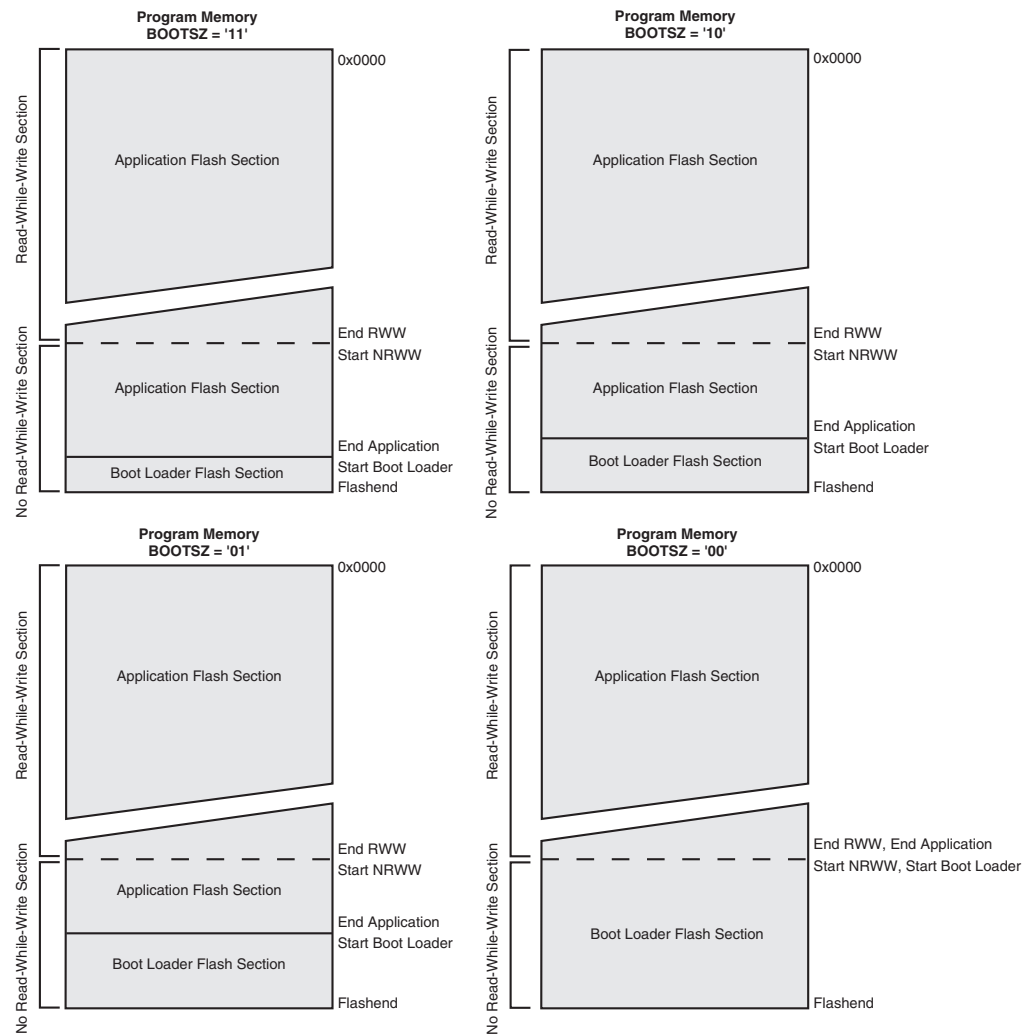 Program Memory
BOOTSZ = '11'
0x0000
Read-While-Write Section
Application Flash Section
End RWW
Start NRWW
No Read-While-Write Section
Application Flash Section
End Application
Start Boot Loader
Boot Loader Flash Section
Flashend
Program Memory
BOOTSZ = '10'
0x0000
Read-While-Write Section
Application Flash Section
End RWW
Start NRWW
No Read-While-Write Section
Application Flash Section
End Application
Start Boot Loader
Boot Loader Flash Section
Flashend
Program Memory
BOOTSZ = '01'
0x0000
Read-While-Write Section
Application Flash Section
End RWW
Start NRWW
No Read-While-Write Section
Application Flash Section
End Application
Start Boot Loader
Boot Loader Flash Section
Flashend
Program Memory
BOOTSZ = '00'
0x0000
Read-While-Write Section
Application Flash Section
End RWW, End Application
Start NRWW, Start Boot Loader
No Read-While-Write Section
Boot Loader Flash Section
Flashend